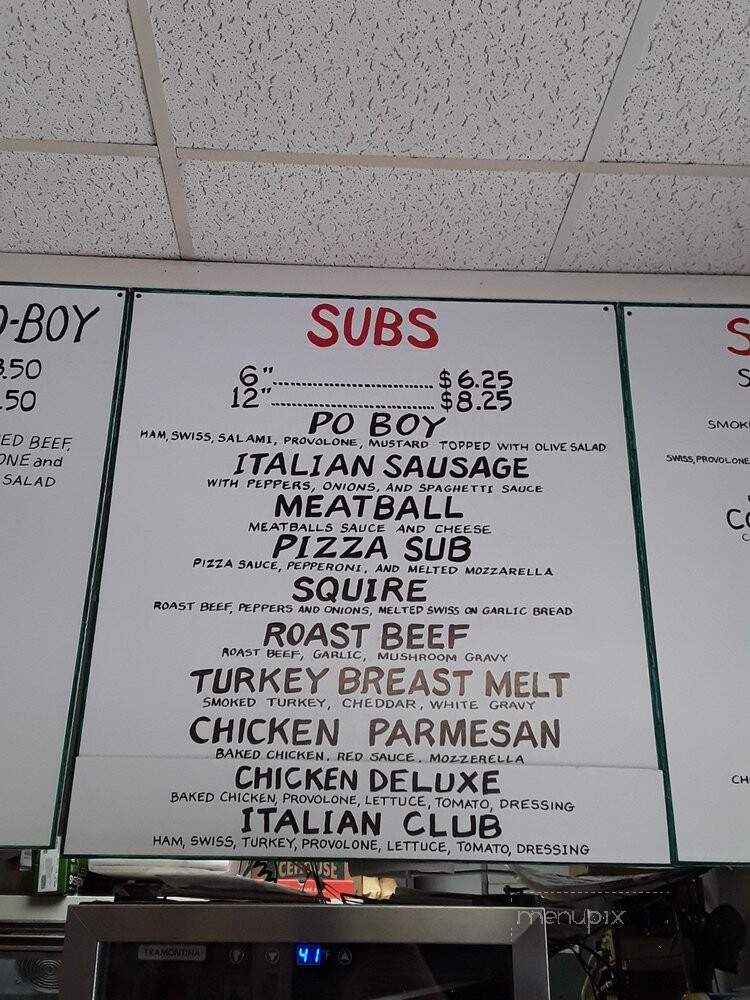 O-BOY
.50
.50
BEEF,
and
SALAD
SUBS
6" .......................... $6.25
12" .......................... $8.25
PO BOY
HAM, SWISS, SALAMI, PROVOLONE, MUSTARD TOPPED WITH OLIVE SALAD
ITALIAN SAUSAGE
WITH PEPPERS, ONIONS, AND SPAGHETTI SAUCE
MEATBALL
MEATBALLS SAUCE AND CHEESE
PIZZA SUB
PIZZA SAUCE, PEPPERONI, AND MELTED MOZZARELLA
SQUIRE
ROAST BEEF, PEPPERS AND ONIONS, MELTED SWISS ON GARLIC BREAD
ROAST BEEF
ROAST BEEF, GARLIC, MUSHROOM GRAVY
TURKEY BREAST MELT
SMOKED TURKEY, CHEDDAR, WHITE GRAVY
CHICKEN PARMESAN
BAKED CHICKEN, RED SAUCE, MOZZERELLA
CHICKEN DELUXE
BAKED CHICKEN, PROVOLONE, LETTUCE, TOMATO, DRESSING
ITALIAN CLUB
HAM, SWISS, TURKEY, PROVOLONE, LETTUCE, TOMATO, DRESSING
S
S
SMOK
SWISS, PROVOLONE
CO
C
CH
menupix
TRAMONTINA
41°F